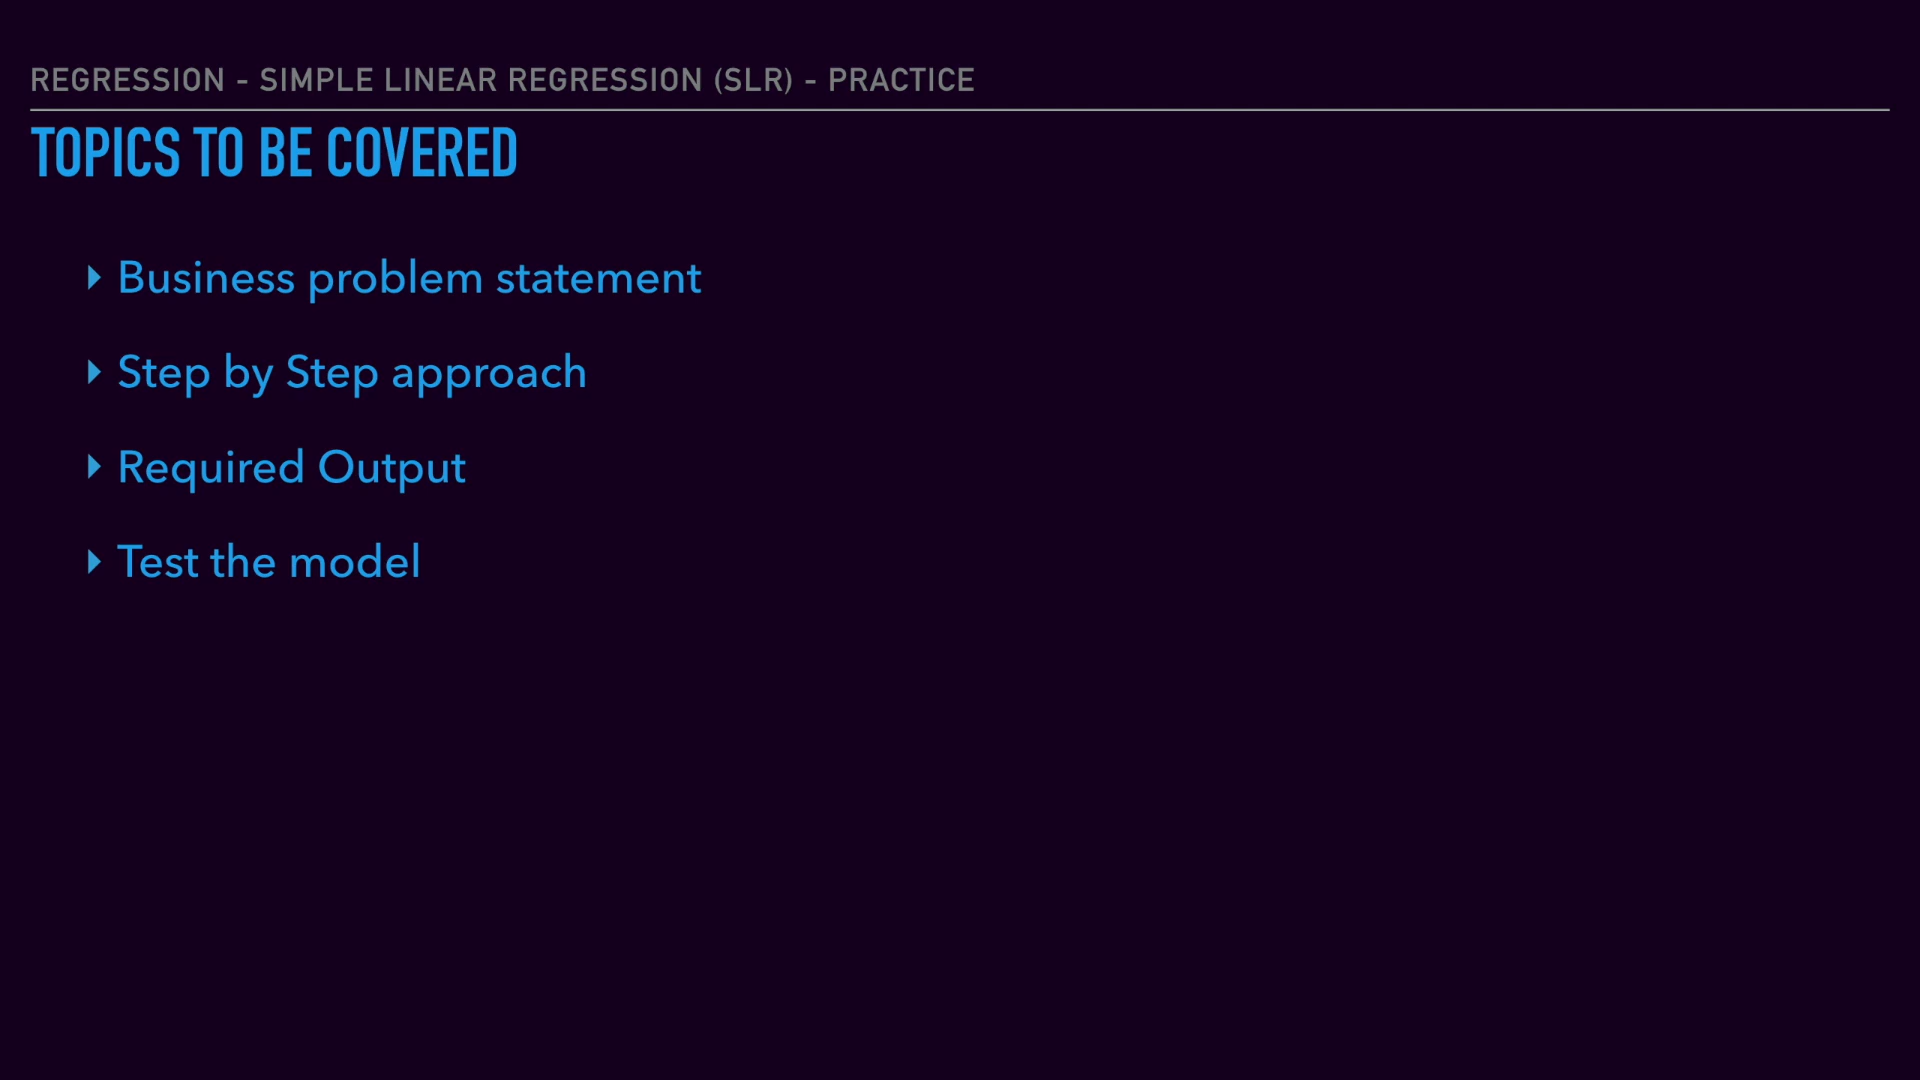 REGRESSION - SIMPLE LINEAR REGRESSION (SLR) - PRACTICE
TOPICS TO BE COVERED
Business problem statement
Step by Step approach
Required Output
Test the model